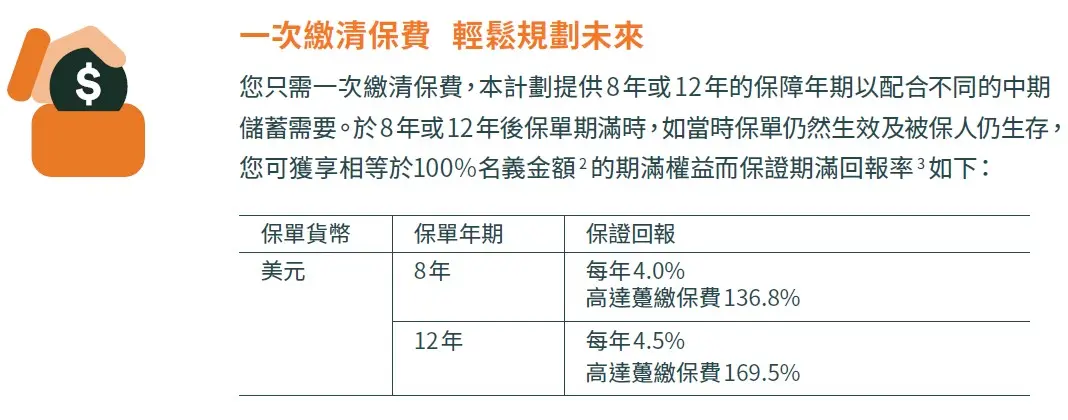 $
一次繳清保費 輕鬆規劃未來
您只需一次繳清保費，本計劃提供8年或12年的保障年期以配合不同的中期
儲蓄需要。於8年或12年後保單期滿時，如當時保單仍然生效及被保人仍生存，
您可獲享相等於100%名義金額2的期滿權益而保證期滿回報率3如下：
保單貨幣 保單年期 保證回報
美元 8年 每年4.0%
高達躉繳保費136.8%
12年 每年4.5%
高達躉繳保費169.5%